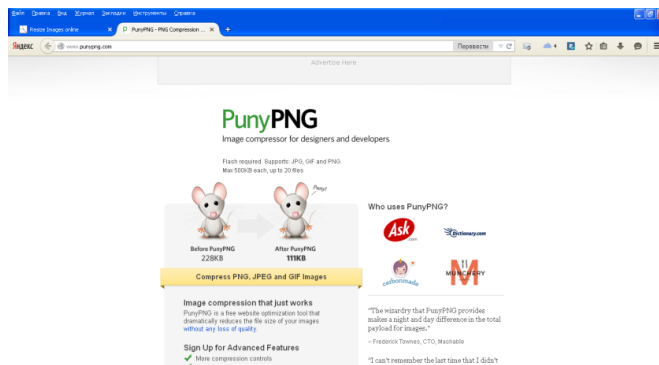 Файл Правка Вид Журнал Закладки Инструменты Справка
Resize Images online × PunyPNG - PNG Compression ... × +
Яндекс www.punypng.com Перевести 4
Advertise Here
PunyPNG
Image compressor for designers and developers
Flash required. Supports: JPG, GIF and PNG.
Max 500KB each, up to 20 files
Before PunyPNG After PunyPNG
228KB 111KB
Compress PNG, JPEG and GIF Images
Image compression that just works
PunyPNG is a free website optimization tool that
dramatically reduces the file size of your images
without any loss of quality.
Sign Up for Advanced Features
More compression controls
Who uses PunyPNG?
Ask.com Dictionary.com
cartoonmade MUNCHERY
"The wizardry that PunyPNG provides
makes a night and day difference in the total
payload for images."
– Frederick Townes, CTO, Mashable
"I can't remember the last time that I didn't